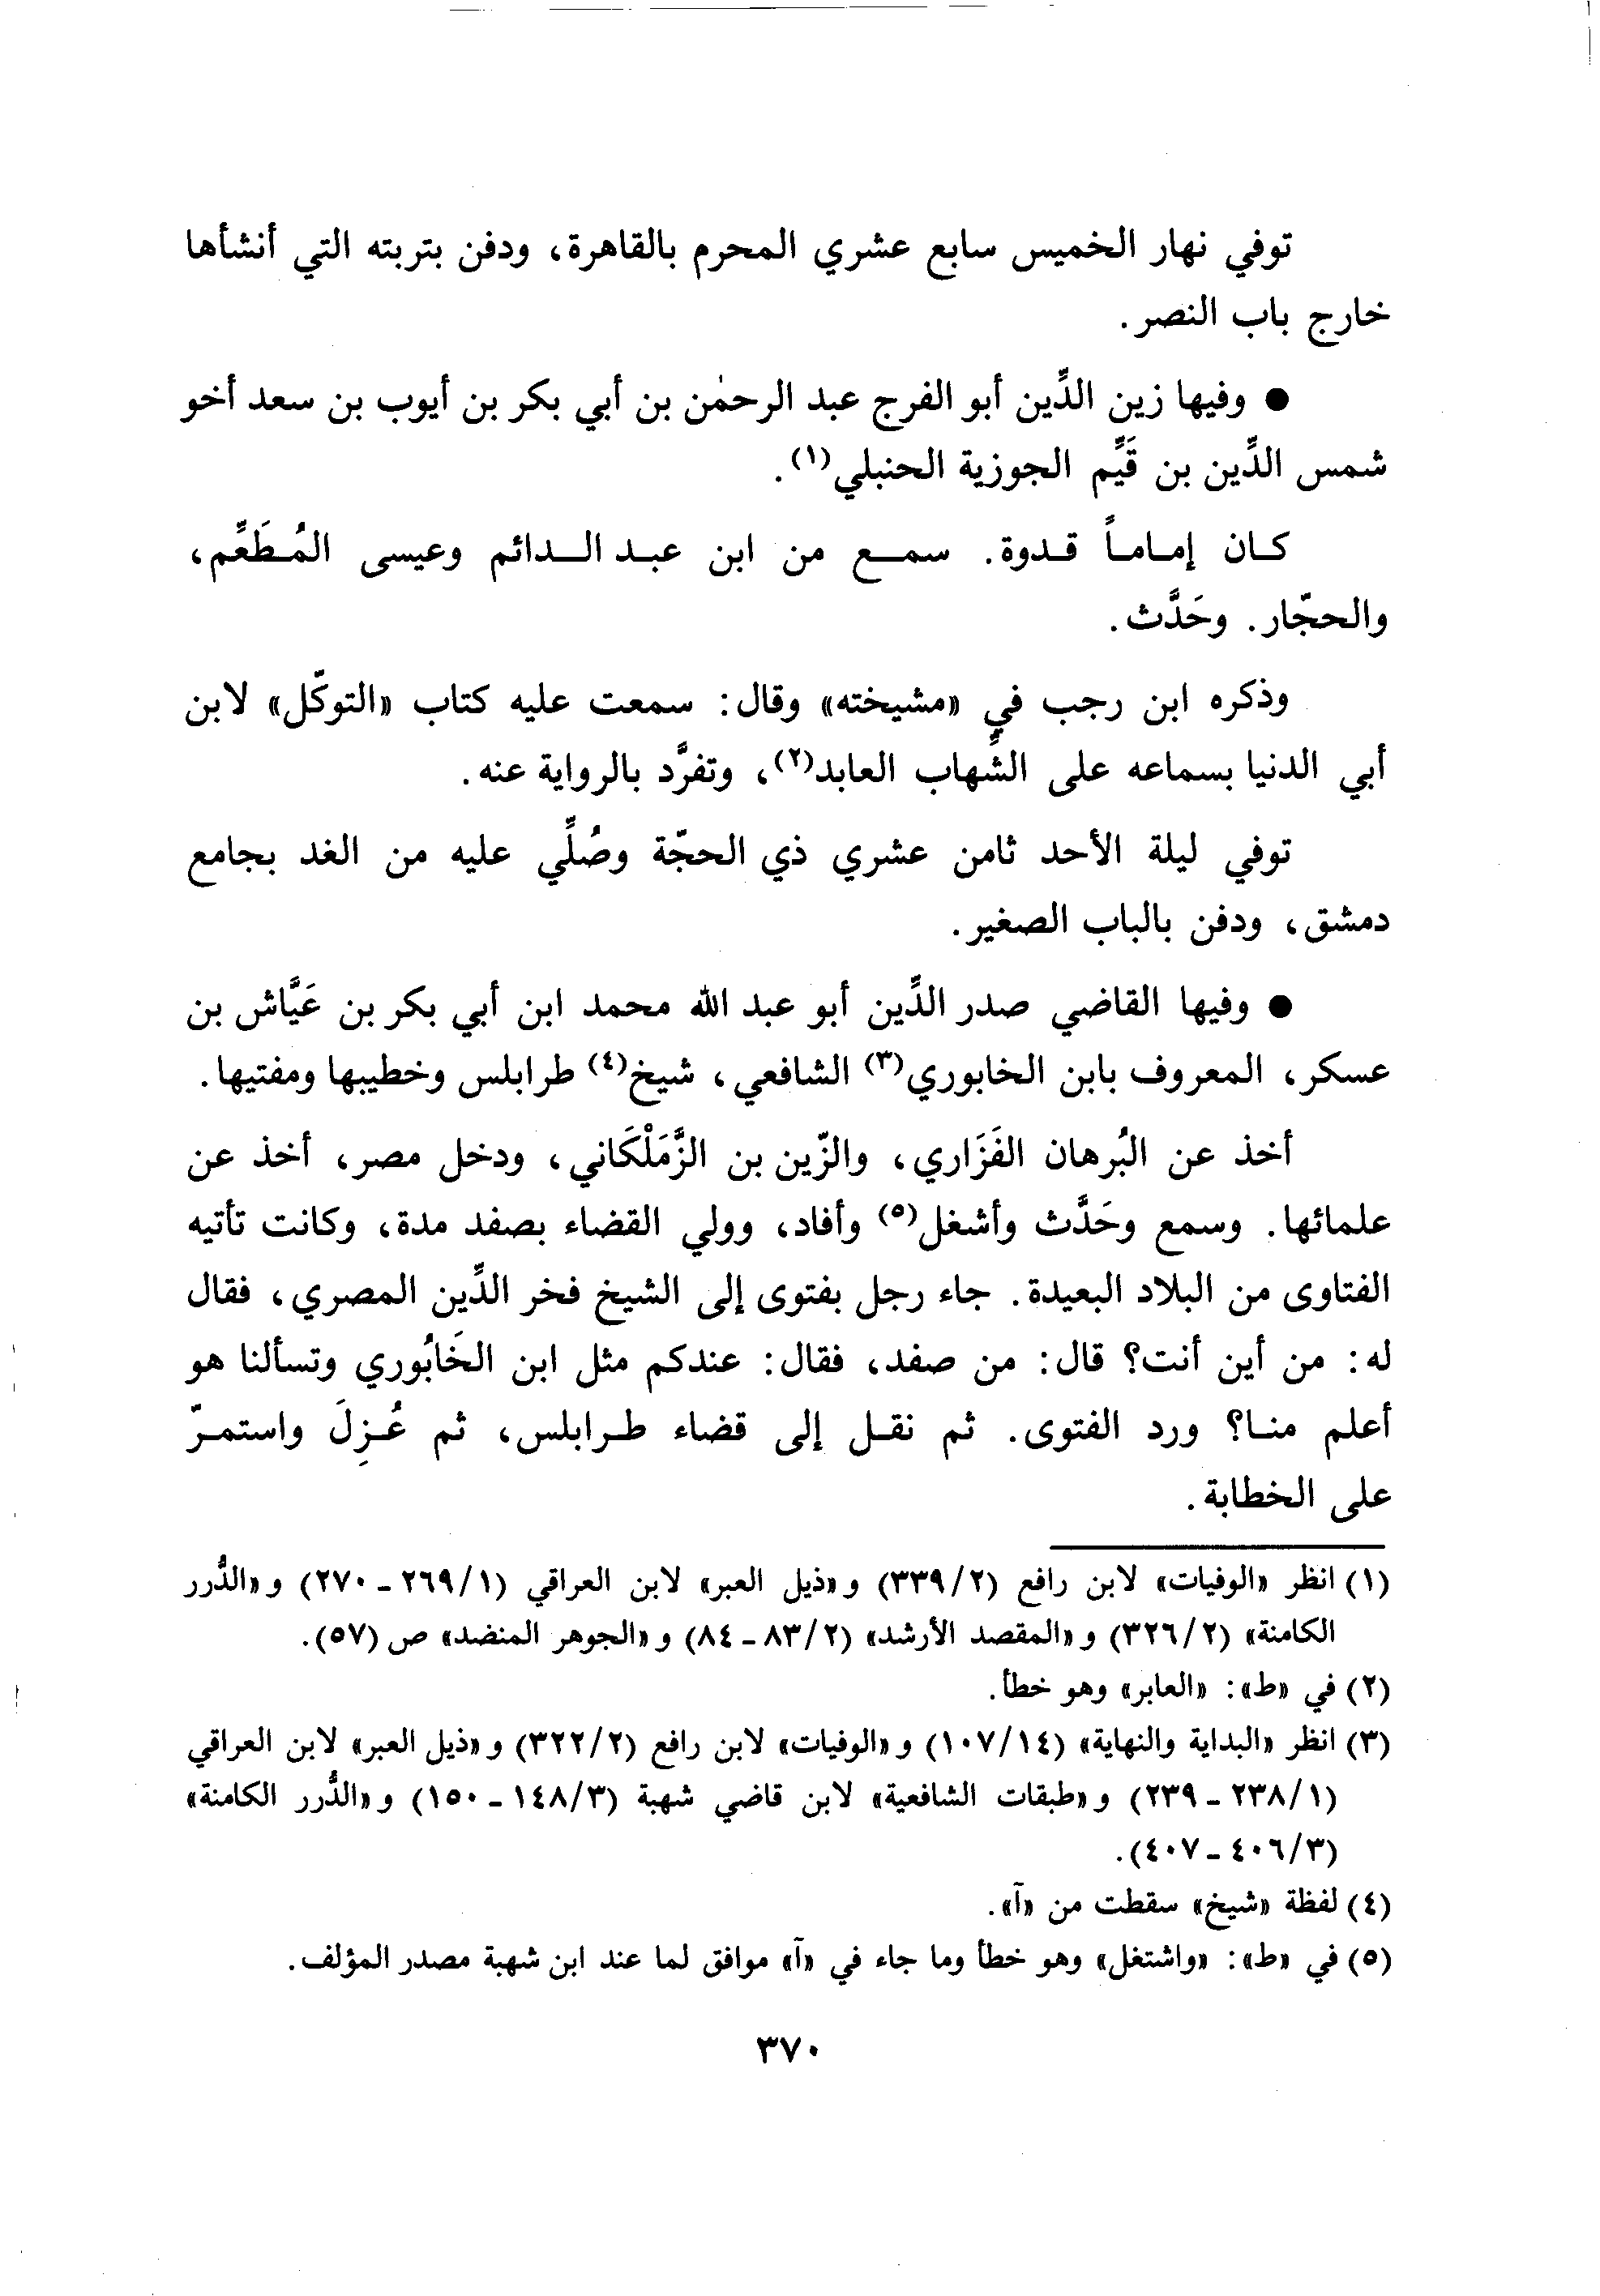 توفي نهار الخميس سابع عشري المحرم بالقاهرة، ودفن بتربته التي أنشأها
خارج باب النصر.
● وفيها زين الدِّين أبو الفرج عبد الرحمٰن بن أبي بكر بن أيوب بن سعد أخو
شمس الدِّين بن قَيِّم الجوزية الحنبلي(١).
كان إماماً قدوة. سمع من ابن عبد الدائم وعيسى المُطَعِّم،
والحجّار. وحَدَّث.
وذكره ابن رجب في «مشيخته» وقال: سمعت عليه كتاب «التوكّل» لابن
أبي الدنيا بسماعه على الشِّهاب العابد(٢)، وتفرَّد بالرواية عنه.
توفي ليلة الأحد ثامن عشري ذي الحجّة وصُلِّي عليه من الغد بجامع
دمشق، ودفن بالباب الصغير.
● وفيها القاضي صدر الدِّين أبو عبد الله محمد ابن أبي بكر بن عَيَّاش بن
عسكر، المعروف بابن الخابوري(٣) الشافعي، شيخ(٤) طرابلس وخطيبها ومفتيها.
أخذ عن البُرهان الفَزَاري، والزّين بن الزَّمَلْكَاني، ودخل مصر، أخذ عن
علمائها. وسمع وحَدَّث وأشغل(٥) وأفاد، وولي القضاء بصفد مدة، وكانت تأتيه
الفتاوى من البلاد البعيدة. جاء رجل بفتوى إلى الشيخ فخر الدِّين المصري، فقال
له: من أين أنت؟ قال: من صفد، فقال: عندكم مثل ابن الخَابُوري وتسألنا هو
أعلم منا؟ ورد الفتوى. ثم نقل إلى قضاء طرابلس، ثم عُزِلَ واستمرّ
على الخطابة.
(١) انظر «الوفيات» لابن رافع (٣٣٩/٢) و«ذيل العبر» لابن العراقي (٢٦٩/١ - ٢٧٠) و«الدُّرر
الكامنة» (٣٢٦/٢) و«المقصد الأرشد» (٨٣/٢ - ٨٤) و«الجوهر المنضد» ص (٥٧).
(٢) في «ط»: «العابر» وهو خطأ.
(٣) انظر «البداية والنهاية» (١٠٧/١٤) و«الوفيات» لابن رافع (٣٢٢/٢) و«ذيل العبر» لابن العراقي
(٢٣٨/١ - ٢٣٩) و«طبقات الشافعية» لابن قاضي شهبة (١٤٨/٣ - ١٥٠) و«الدُّرر الكامنة»
(٤٠٦/٣ - ٤٠٧).
(٤) لفظة «شيخ» سقطت من «آ».
(٥) في «ط»: «واشتغل» وهو خطأ وما جاء في «آ» موافق لما عند ابن شهبة مصدر المؤلف.
٣٧٠